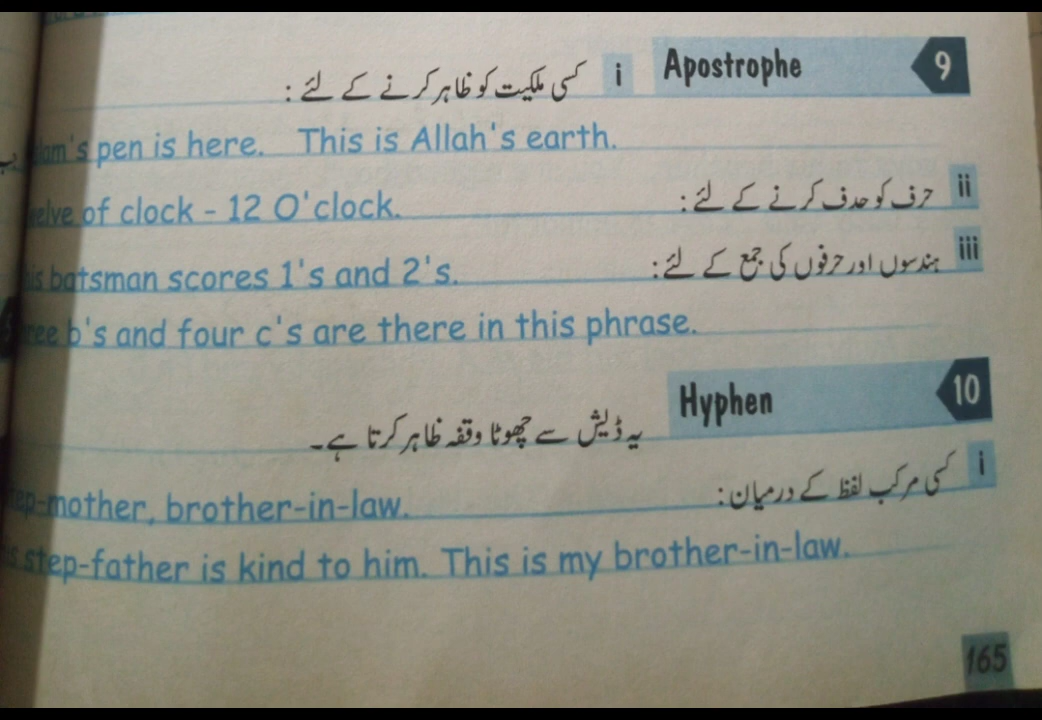 9 Apostrophe i کسی ملکیت کو ظاہر کرنے کے لئے :
pen is here. This is Allah's earth.
ii حرف کو حذف کرنے کے لئے :
of clock - 12 O'clock.
iii ہندسوں اور حرفوں کی جمع کے لئے :
batsman scores 1's and 2's.
b's and four c's are there in this phrase.
10 Hyphen
یہ ڈیش سے چھوٹا وقفہ ظاہر کرتا ہے۔
i کسی مرکب لفظ کے درمیان :
-mother, brother-in-law.
step-father is kind to him. This is my brother-in-law.
165